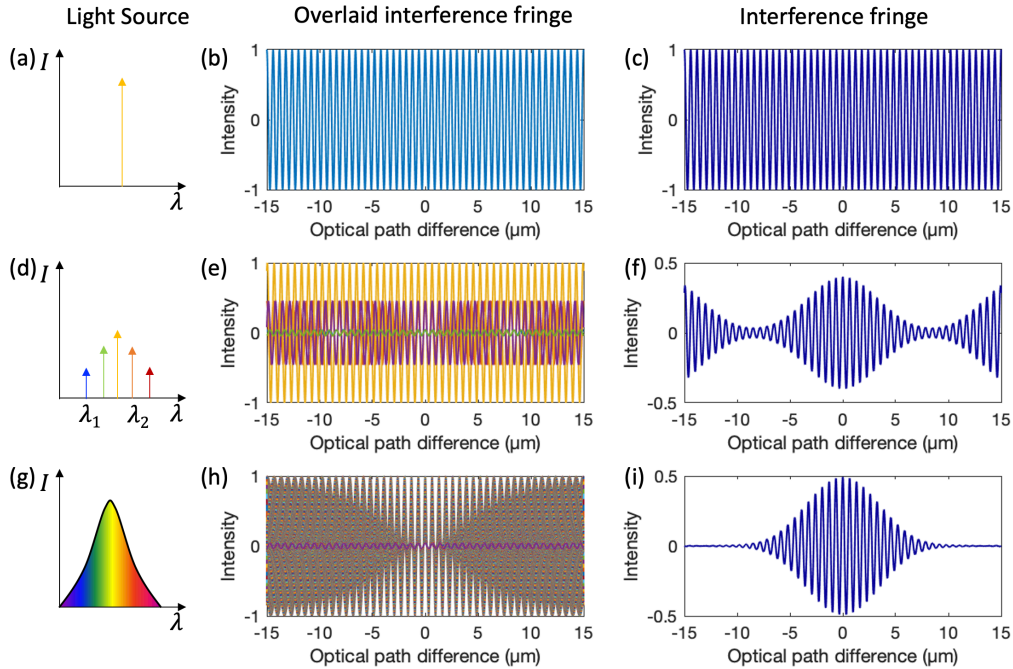 Light Source Overlaid interference fringe Interference fringe
(a) I λ
(b) Intensity
1
0
-1
-15 -10 -5 0 5 10 15
Optical path difference (µm)
(c) Intensity
1
0
-1
-15 -10 -5 0 5 10 15
Optical path difference (µm)
(d) I λ₁ λ₂ λ
(e) Intensity
1
0
-1
-15 -10 -5 0 5 10 15
Optical path difference (µm)
(f) Intensity
0.5
0
-0.5
-15 -10 -5 0 5 10 15
Optical path difference (µm)
(g) I λ
(h) Intensity
1
0
-1
-15 -10 -5 0 5 10 15
Optical path difference (µm)
(i) Intensity
0.5
0
-0.5
-15 -10 -5 0 5 10 15
Optical path difference (µm)